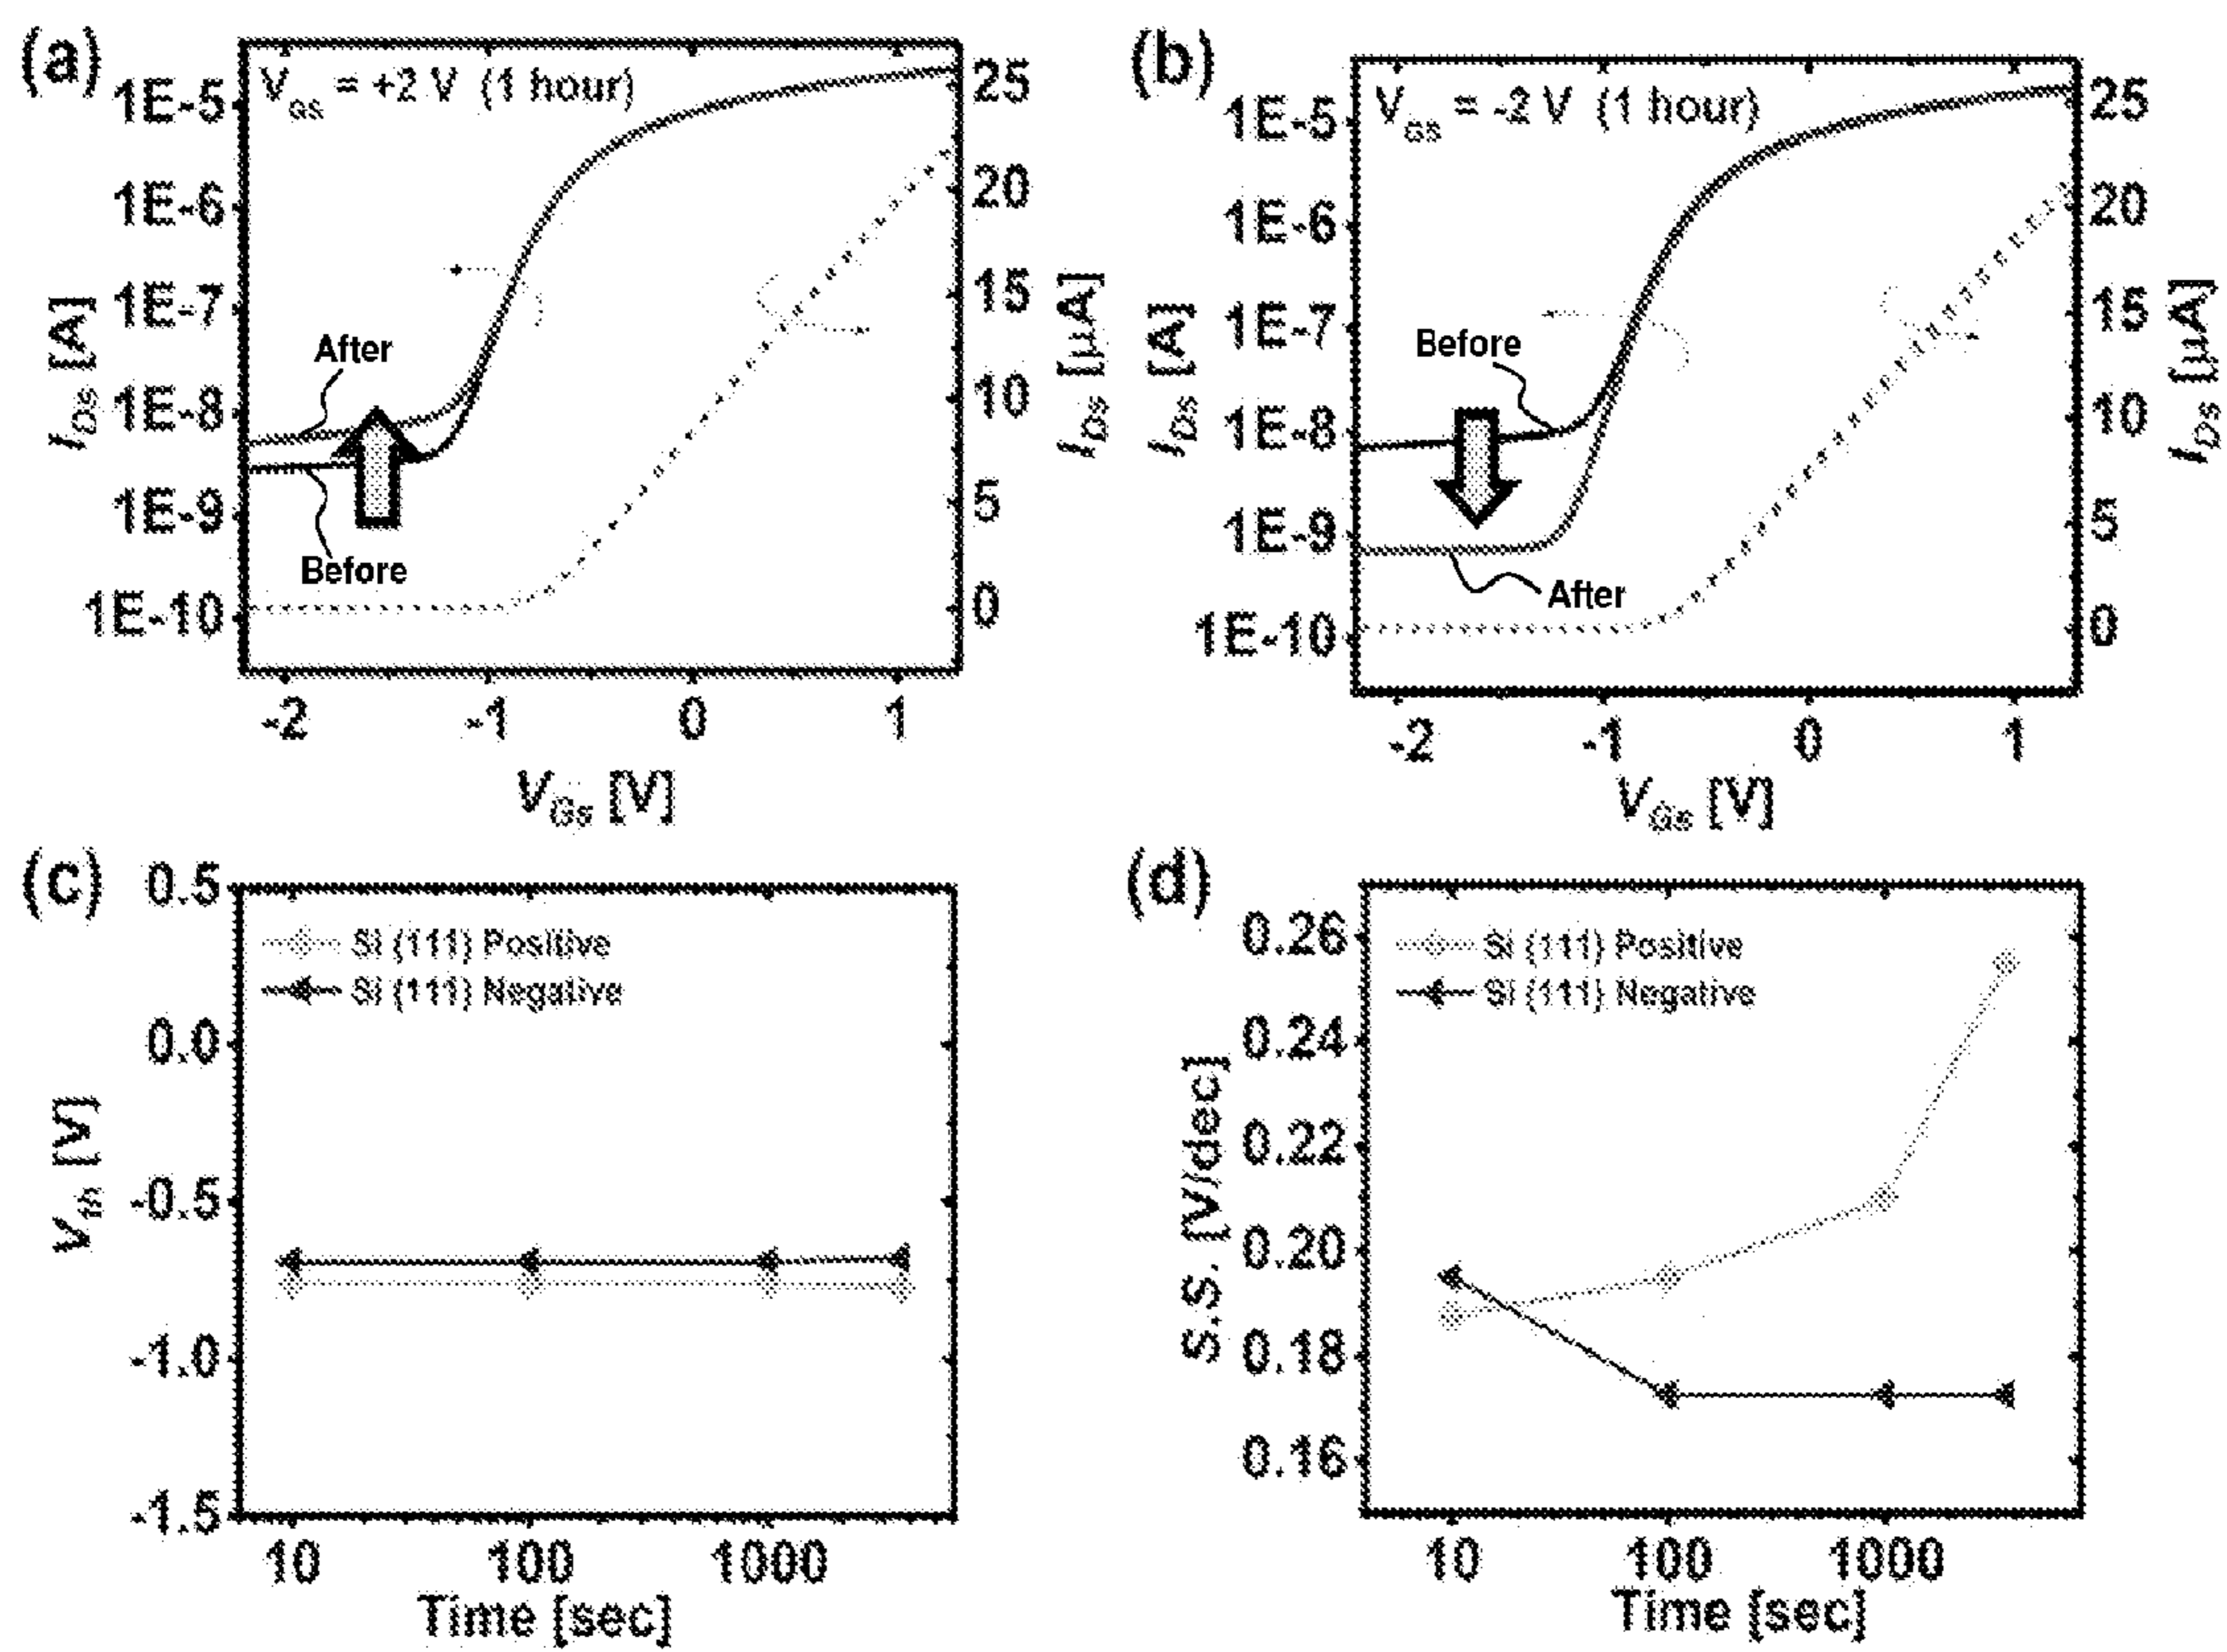 (a)
V_GS = +2 V (1 hour)
1E-5
1E-6
1E-7
1E-8
1E-9
1E-10
I_DS [A]
After
Before
25
20
15
10
5
0
I_DS [µA]
-2 -1 0 1
V_GS [V]
(b)
V_GS = -2 V (1 hour)
1E-5
1E-6
1E-7
1E-8
1E-9
1E-10
I_DS [A]
Before
After
25
20
15
10
5
0
I_DS [µA]
-2 -1 0 1
V_GS [V]
(c)
Si (111) Positive
Si (111) Negative
0.5
0.0
-0.5
-1.0
-1.5
V_th [V]
10 100 1000
Time [sec]
(d)
Si (111) Positive
Si (111) Negative
0.26
0.24
0.22
0.20
0.18
0.16
S.S. [V/dec]
10 100 1000
Time [sec]